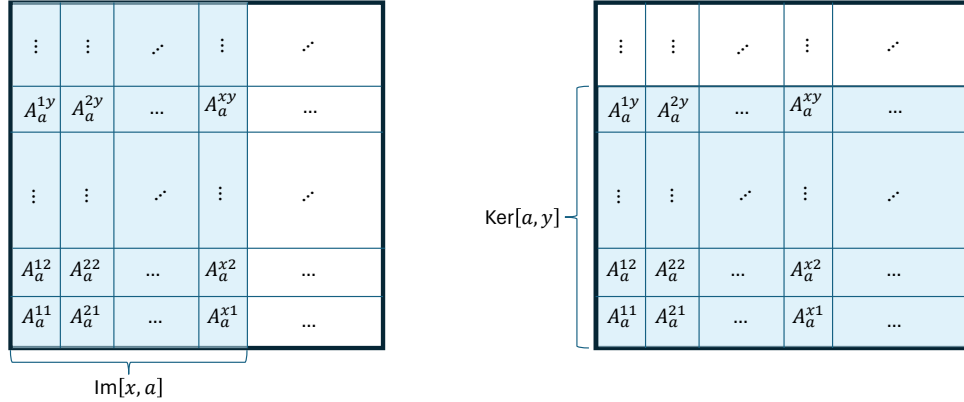 ⋮ ⋮ ⋰ ⋮ ⋰
$A_a^{1y}$ $A_a^{2y}$ ... $A_a^{xy}$ ...
⋮ ⋮ ⋰ ⋮ ⋰
$A_a^{12}$ $A_a^{22}$ ... $A_a^{x2}$ ...
$A_a^{11}$ $A_a^{21}$ ... $A_a^{x1}$ ...
Im[$x, a$]
⋮ ⋮ ⋰ ⋮ ⋰
$A_a^{1y}$ $A_a^{2y}$ ... $A_a^{xy}$ ...
⋮ ⋮ ⋰ ⋮ ⋰
Ker[$a, y$]
$A_a^{12}$ $A_a^{22}$ ... $A_a^{x2}$ ...
$A_a^{11}$ $A_a^{21}$ ... $A_a^{x1}$ ...